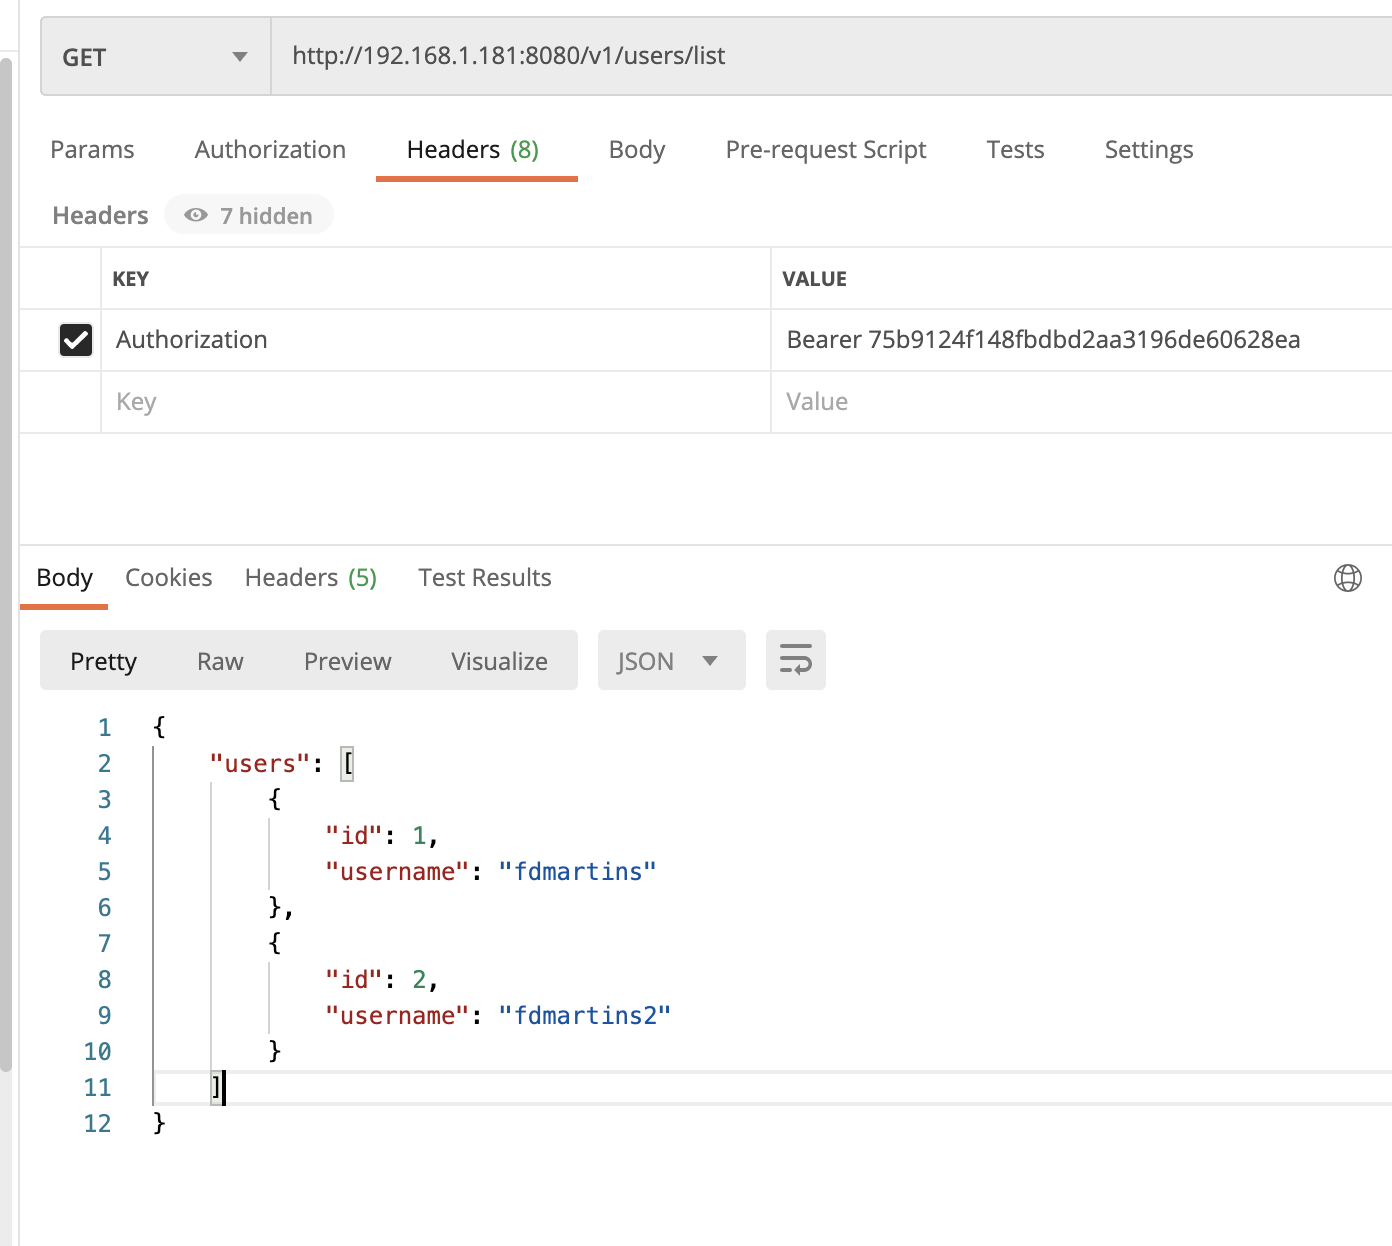 GET http://192.168.1.181:8080/v1/users/list
Params Authorization Headers (8) Body Pre-request Script Tests Settings
Headers 7 hidden
KEY VALUE
Authorization Bearer 75b9124f148fbdbd2aa3196de60628ea
Key Value
Body Cookies Headers (5) Test Results
Pretty Raw Preview Visualize JSON
1 {
2 "users": [
3 {
4 "id": 1,
5 "username": "fdmartins"
6 },
7 {
8 "id": 2,
9 "username": "fdmartins2"
10 }
11 ]
12 }